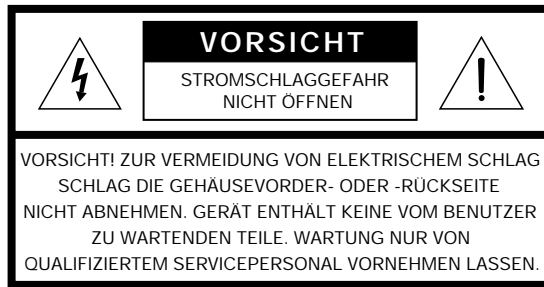 VORSICHT
STROMSCHLAGGEFAHR
NICHT ÖFFNEN
VORSICHT! ZUR VERMEIDUNG VON ELEKTRISCHEM SCHLAG
SCHLAG DIE GEHÄUSEVORDER- ODER -RÜCKSEITE
NICHT ABNEHMEN. GERÄT ENTHÄLT KEINE VOM BENUTZER
ZU WARTENDEN TEILE. WARTUNG NUR VON
QUALIFIZIERTEM SERVICEPERSONAL VORNEHMEN LASSEN.